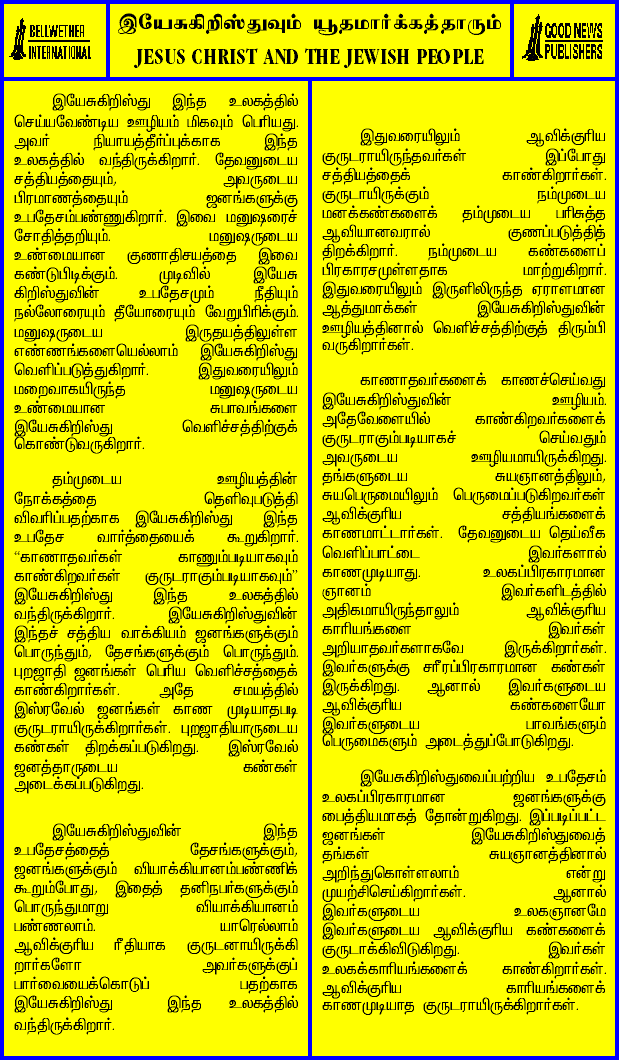 BELLWETHER
INTERNATIONAL
இயேசுகிறிஸ்துவும் யூதமார்க்கத்தாரும்
JESUS CHRIST AND THE JEWISH PEOPLE
GOOD NEWS
PUBLISHERS
இயேசுகிறிஸ்து இந்த உலகத்தில்
செய்யவேண்டிய ஊழியம் மிகவும் பெரியது.
அவர் நியாயத்தீர்ப்புக்காக இந்த
உலகத்தில் வந்திருக்கிறார். தேவனுடைய
சத்தியத்தையும், அவருடைய
பிரமாணத்தையும் ஜனங்களுக்கு
உபதேசம்பண்ணுகிறார். இவை மனுஷரைச்
சோதித்தறியும். மனுஷருடைய
உண்மையான குணாதிசயத்தை இவை
கண்டுபிடிக்கும். முடிவில் இயேசு
கிறிஸ்துவின் உபதேசமும் நீதியும்
நல்லோரையும் தீயோரையும் வேறுபிரிக்கும்.
மனுஷருடைய இருதயத்திலுள்ள
எண்ணங்களையெல்லாம் இயேசுகிறிஸ்து
வெளிப்படுத்துகிறார். இதுவரையிலும்
மறைவாகயிருந்த மனுஷருடைய
உண்மையான சுபாவங்களை
இயேசுகிறிஸ்து வெளிச்சத்திற்குக்
கொண்டுவருகிறார்.
தம்முடைய ஊழியத்தின்
நோக்கத்தை தெளிவுபடுத்தி
விவரிப்பதற்காக இயேசுகிறிஸ்து இந்த
உபதேச வார்த்தையைக் கூறுகிறார்.
“காணாதவர்கள் காணும்படியாகவும்
காண்கிறவர்கள் குருடராகும்படியாகவும்”
இயேசுகிறிஸ்து இந்த உலகத்தில்
வந்திருக்கிறார். இயேசுகிறிஸ்துவின்
இந்தச் சத்திய வாக்கியம் ஜனங்களுக்கும்
பொருந்தும், தேசங்களுக்கும் பொருந்தும்.
புறஜாதி ஜனங்கள் பெரிய வெளிச்சத்தைக்
காண்கிறார்கள். அதே சமயத்தில்
இஸ்ரவேல் ஜனங்கள் காண முடியாதபடி
குருடராயிருக்கிறார்கள். புறஜாதியாருடைய
கண்கள் திறக்கப்படுகிறது. இஸ்ரவேல்
ஜனத்தாருடைய கண்கள்
அடைக்கப்படுகிறது.
இயேசுகிறிஸ்துவின் இந்த
உபதேசத்தைத் தேசங்களுக்கும்,
ஜனங்களுக்கும் வியாக்கியானம்பண்ணிக்
கூறும்போது, இதைத் தனிநபர்களுக்கும்
பொருந்துமாறு வியாக்கியானம்
பண்ணலாம். யாரெல்லாம்
ஆவிக்குரிய ரீதியாக குருடனாயிருக்கி
றார்களோ அவர்களுக்குப்
பார்வையைக்கொடுப் பதற்காக
இயேசுகிறிஸ்து இந்த உலகத்தில்
வந்திருக்கிறார்.
இதுவரையிலும் ஆவிக்குரிய
குருடராயிருந்தவர்கள் இப்போது
சத்தியத்தைக் காண்கிறார்கள்.
குருடாயிருக்கும் நம்முடைய
மனக்கண்களைக் தம்முடைய பரிசுத்த
ஆவியானவரால் குணப்படுத்தித்
திறக்கிறார். நம்முடைய கண்களைப்
பிரகாரசமுள்ளதாக மாற்றுகிறார்.
இதுவரையிலும் இருளிலிருந்த ஏராளமான
ஆத்துமாக்கள் இயேசுகிறிஸ்துவின்
ஊழியத்தினால் வெளிச்சத்திற்குத் திரும்பி
வருகிறார்கள்.
காணாதவர்களைக் காணச்செய்வது
இயேசுகிறிஸ்துவின் ஊழியம்.
அதேவேளையில் காண்கிறவர்களைக்
குருடராகும்படியாகச் செய்வதும்
அவருடைய ஊழியமாயிருக்கிறது.
தங்களுடைய சுயஞானத்திலும்,
சுயபெருமையிலும் பெருமைப்படுகிறவர்கள்
ஆவிக்குரிய சத்தியங்களைக்
காணமாட்டார்கள். தேவனுடைய தெய்வீக
வெளிப்பாட்டை இவர்களால்
காணமுடியாது. உலகப்பிரகாரமான
ஞானம் இவர்களிடத்தில்
அதிகமாயிருந்தாலும் ஆவிக்குரிய
காரியங்களை இவர்கள்
அறியாதவர்களாகவே இருக்கிறார்கள்.
இவர்களுக்கு சரீரப்பிரகாரமான கண்கள்
இருக்கிறது. ஆனால் இவர்களுடைய
ஆவிக்குரிய கண்களையோ
இவர்களுடைய பாவங்களும்
பெருமைகளும் அடைத்துப்போடுகிறது.
இயேசுகிறிஸ்துவைப்பற்றிய உபதேசம்
உலகப்பிரகாரமான ஜனங்களுக்கு
பைத்தியமாகத் தோன்றுகிறது. இப்படிப்பட்ட
ஜனங்கள் இயேசுகிறிஸ்துவைத்
தங்கள் சுயஞானத்தினால்
அறிந்துகொள்ளலாம் என்று
முயற்சிசெய்கிறார்கள். ஆனால்
இவர்களுடைய உலகஞானமே
இவர்களுடைய ஆவிக்குரிய கண்களைக்
குருடாக்கிவிடுகிறது. இவர்கள்
உலகக்காரியங்களைக் காண்கிறார்கள்.
ஆவிக்குரிய காரியங்களைக்
காணமுடியாத குருடராயிருக்கிறார்கள்.